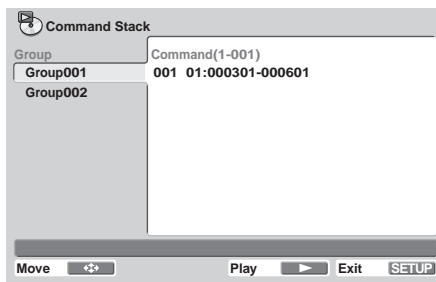 Command Stack
Group
Command(1-001)
Group001
001 01:000301-000601
Group002
Move
Play
Exit SETUP